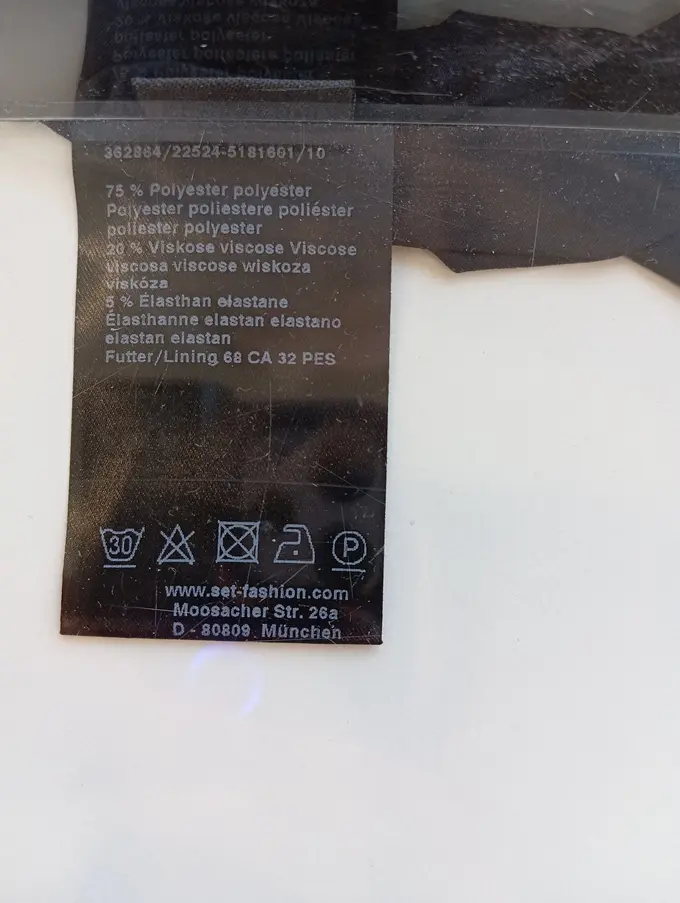 362864/22524-5181601/10
75 % Polyester polyester
Polyester poliestere poliéster
poliester polyester
20 % Viskose viscose Viscose
viscosa viscose wiskoza
viskóza
5 % Elasthan elastane
Élasthanne elastan elastano
elastan elastan
Futter/Lining 68 CA 32 PES
30 P
www.set-fashion.com
Moosacher Str. 26a
D - 80809 München